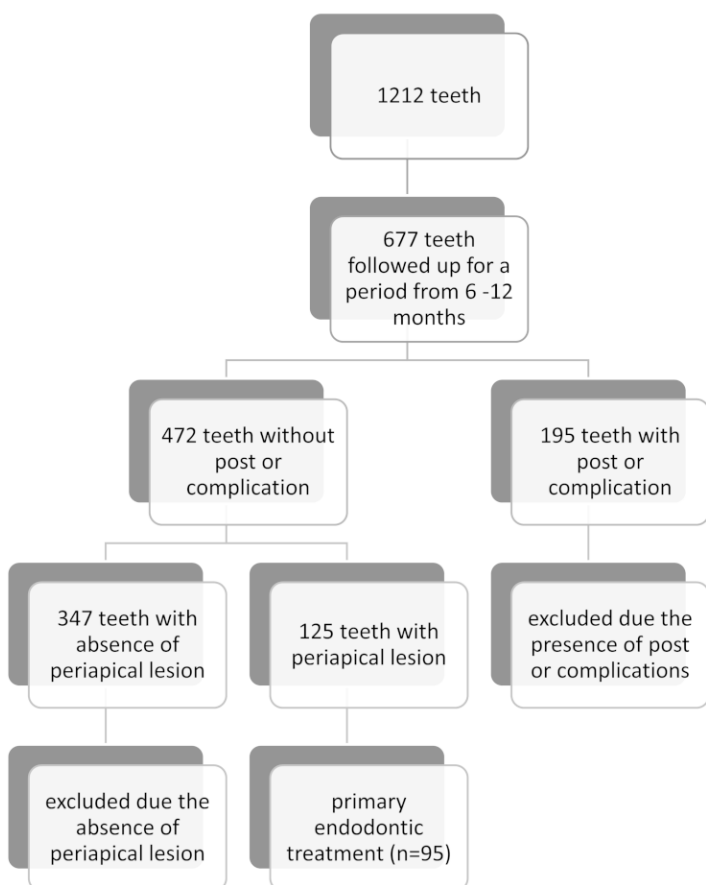 1212 teeth
677 teeth
followed up for a
period from 6 -12
months
472 teeth without
post or
complication
195 teeth with
post or
complication
347 teeth with
absence of
periapical lesion
125 teeth with
periapical lesion
excluded due the
presence of post
or complications
excluded due the
absence of
periapical lesion
primary
endodontic
treatment (n=95)